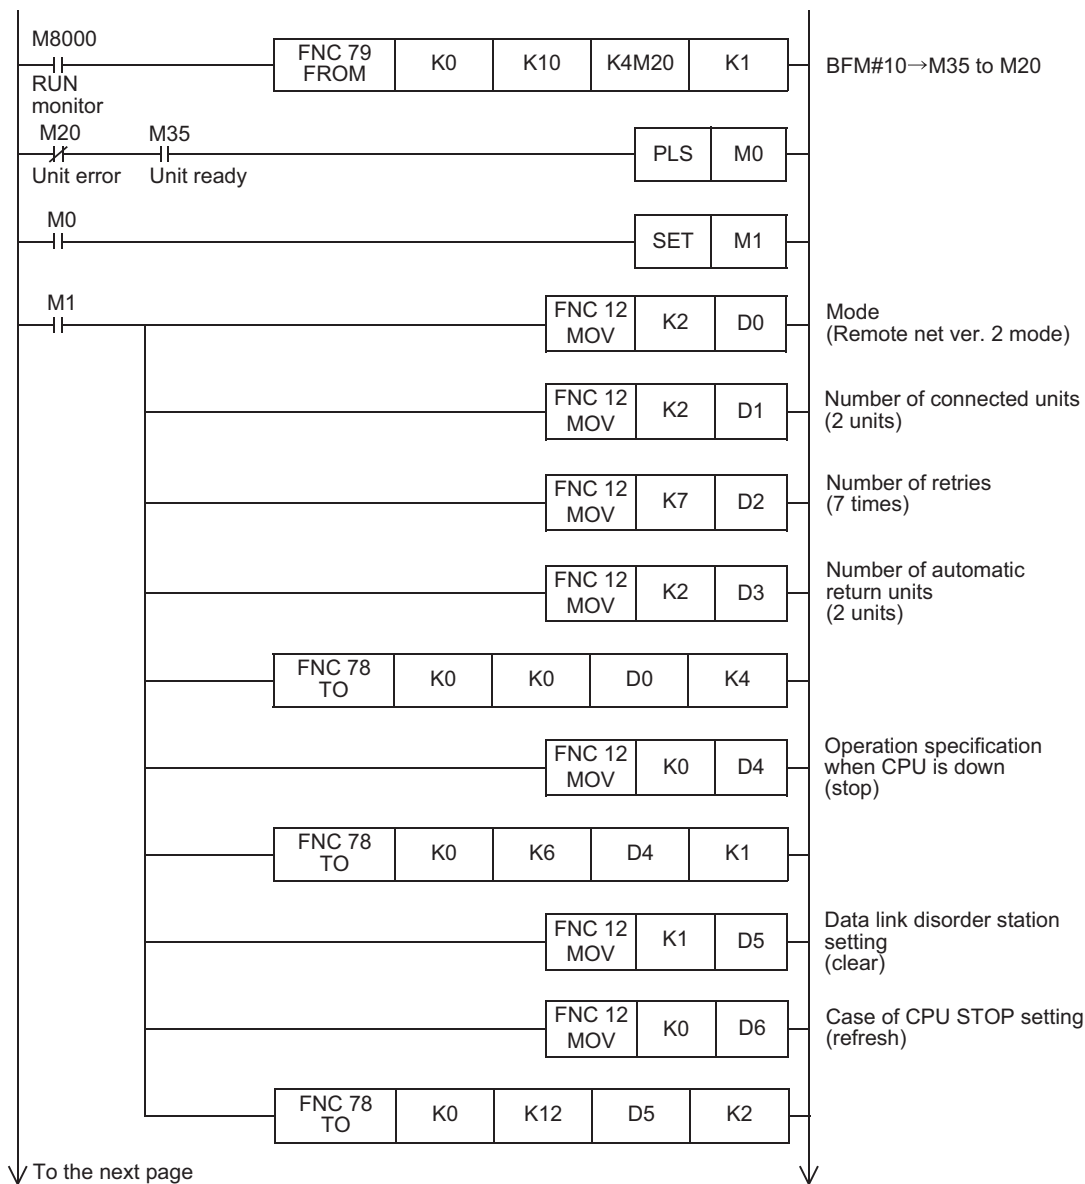 M8000
RUN
monitor
FNC 79
FROM
K0
K10
K4M20
K1
BFM#10→M35 to M20
M20
Unit error
M35
Unit ready
PLS
M0
M0
SET
M1
M1
FNC 12
MOV
K2
D0
Mode
(Remote net ver. 2 mode)
FNC 12
MOV
K2
D1
Number of connected units
(2 units)
FNC 12
MOV
K7
D2
Number of retries
(7 times)
FNC 12
MOV
K2
D3
Number of automatic
return units
(2 units)
FNC 78
TO
K0
K0
D0
K4
FNC 12
MOV
K0
D4
Operation specification
when CPU is down
(stop)
FNC 78
TO
K0
K6
D4
K1
FNC 12
MOV
K1
D5
Data link disorder station
setting
(clear)
FNC 12
MOV
K0
D6
Case of CPU STOP setting
(refresh)
FNC 78
TO
K0
K12
D5
K2
To the next page